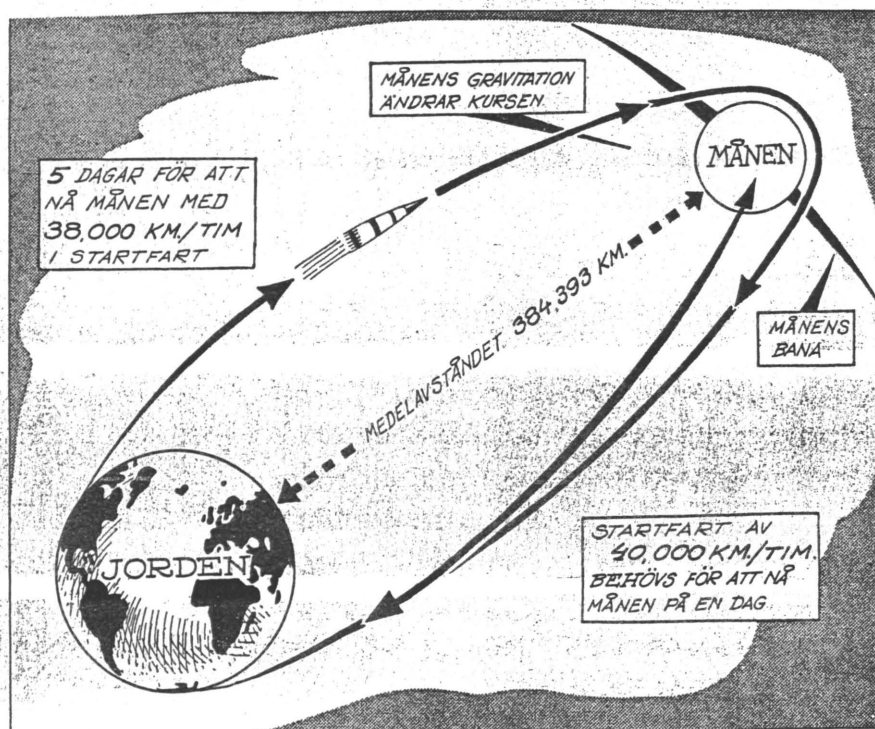 MÅNENS GRAVITATION
ÄNDRAR KURSEN.
MÅNEN
5 DAGAR FÖR ATT
NÅ MÅNEN MED
38,000 KM./TIM
I STARTFART
MEDELAVSTÅNDET. 384,393 KM.
MÅNENS
BANA
JORDEN
STARTFART AV
40,000 KM./TIM.
BEHÖVS FÖR ATT NÅ
MÅNEN PÅ EN DAG